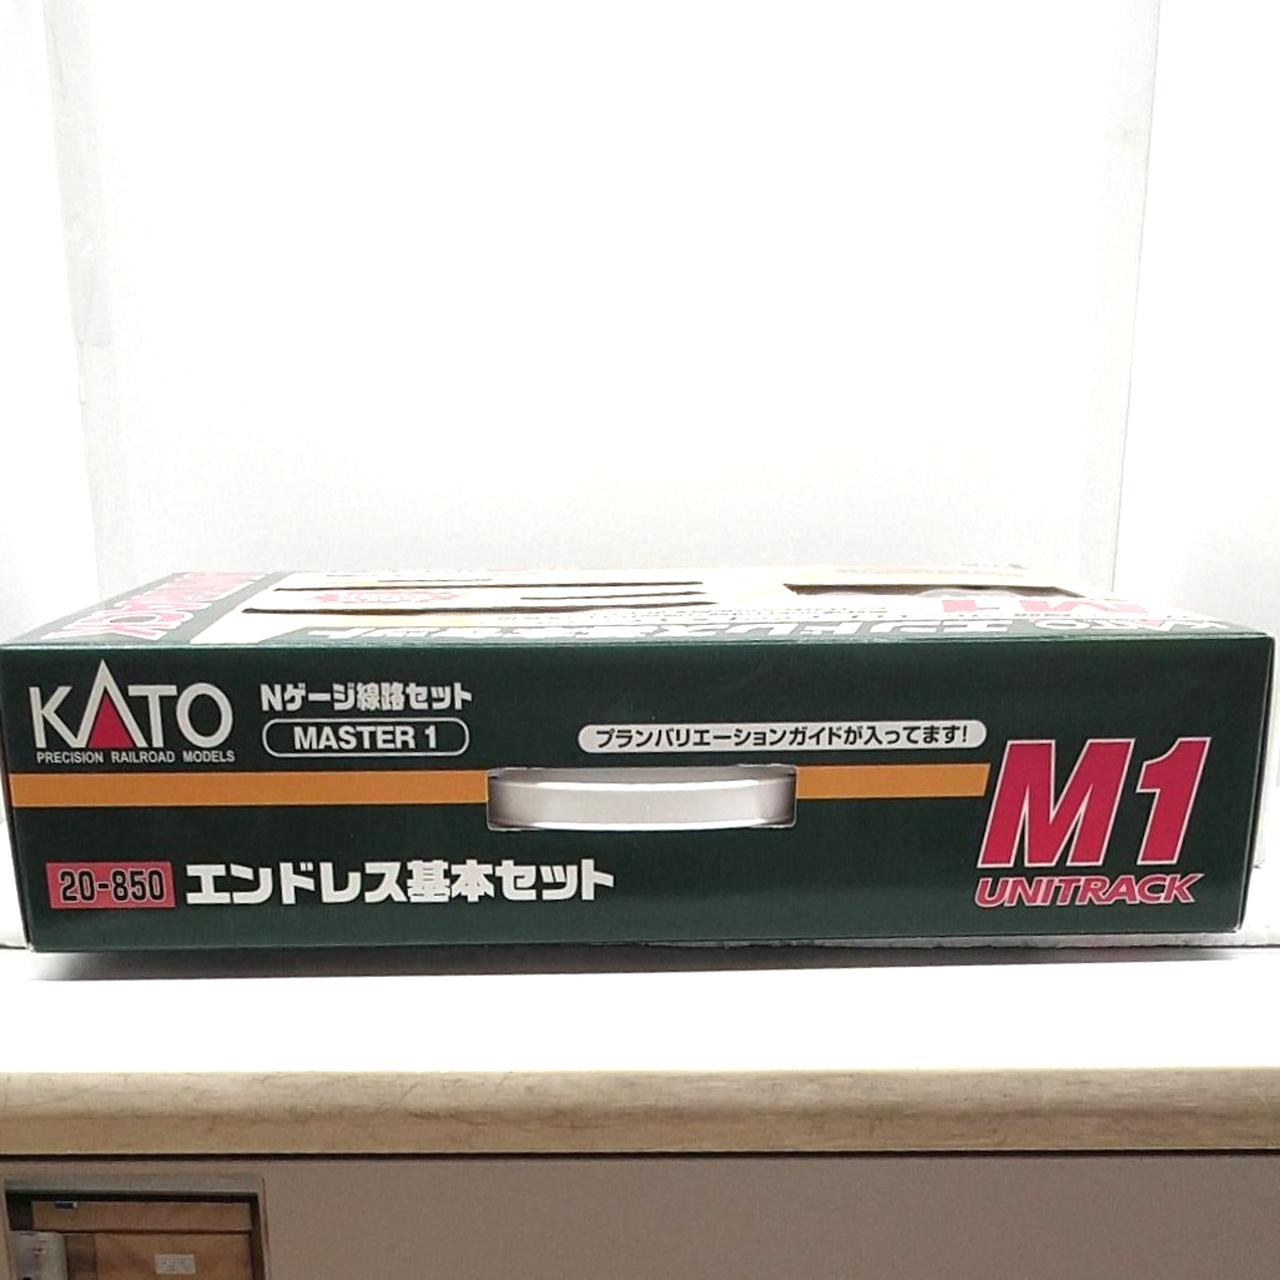 KATO
PRECISION RAILROAD MODELS
Nゲージ線路セット
MASTER 1
プランバリエーションガイドが入ってます!
M1
UNITRACK
20-850 エンドレス基本セット